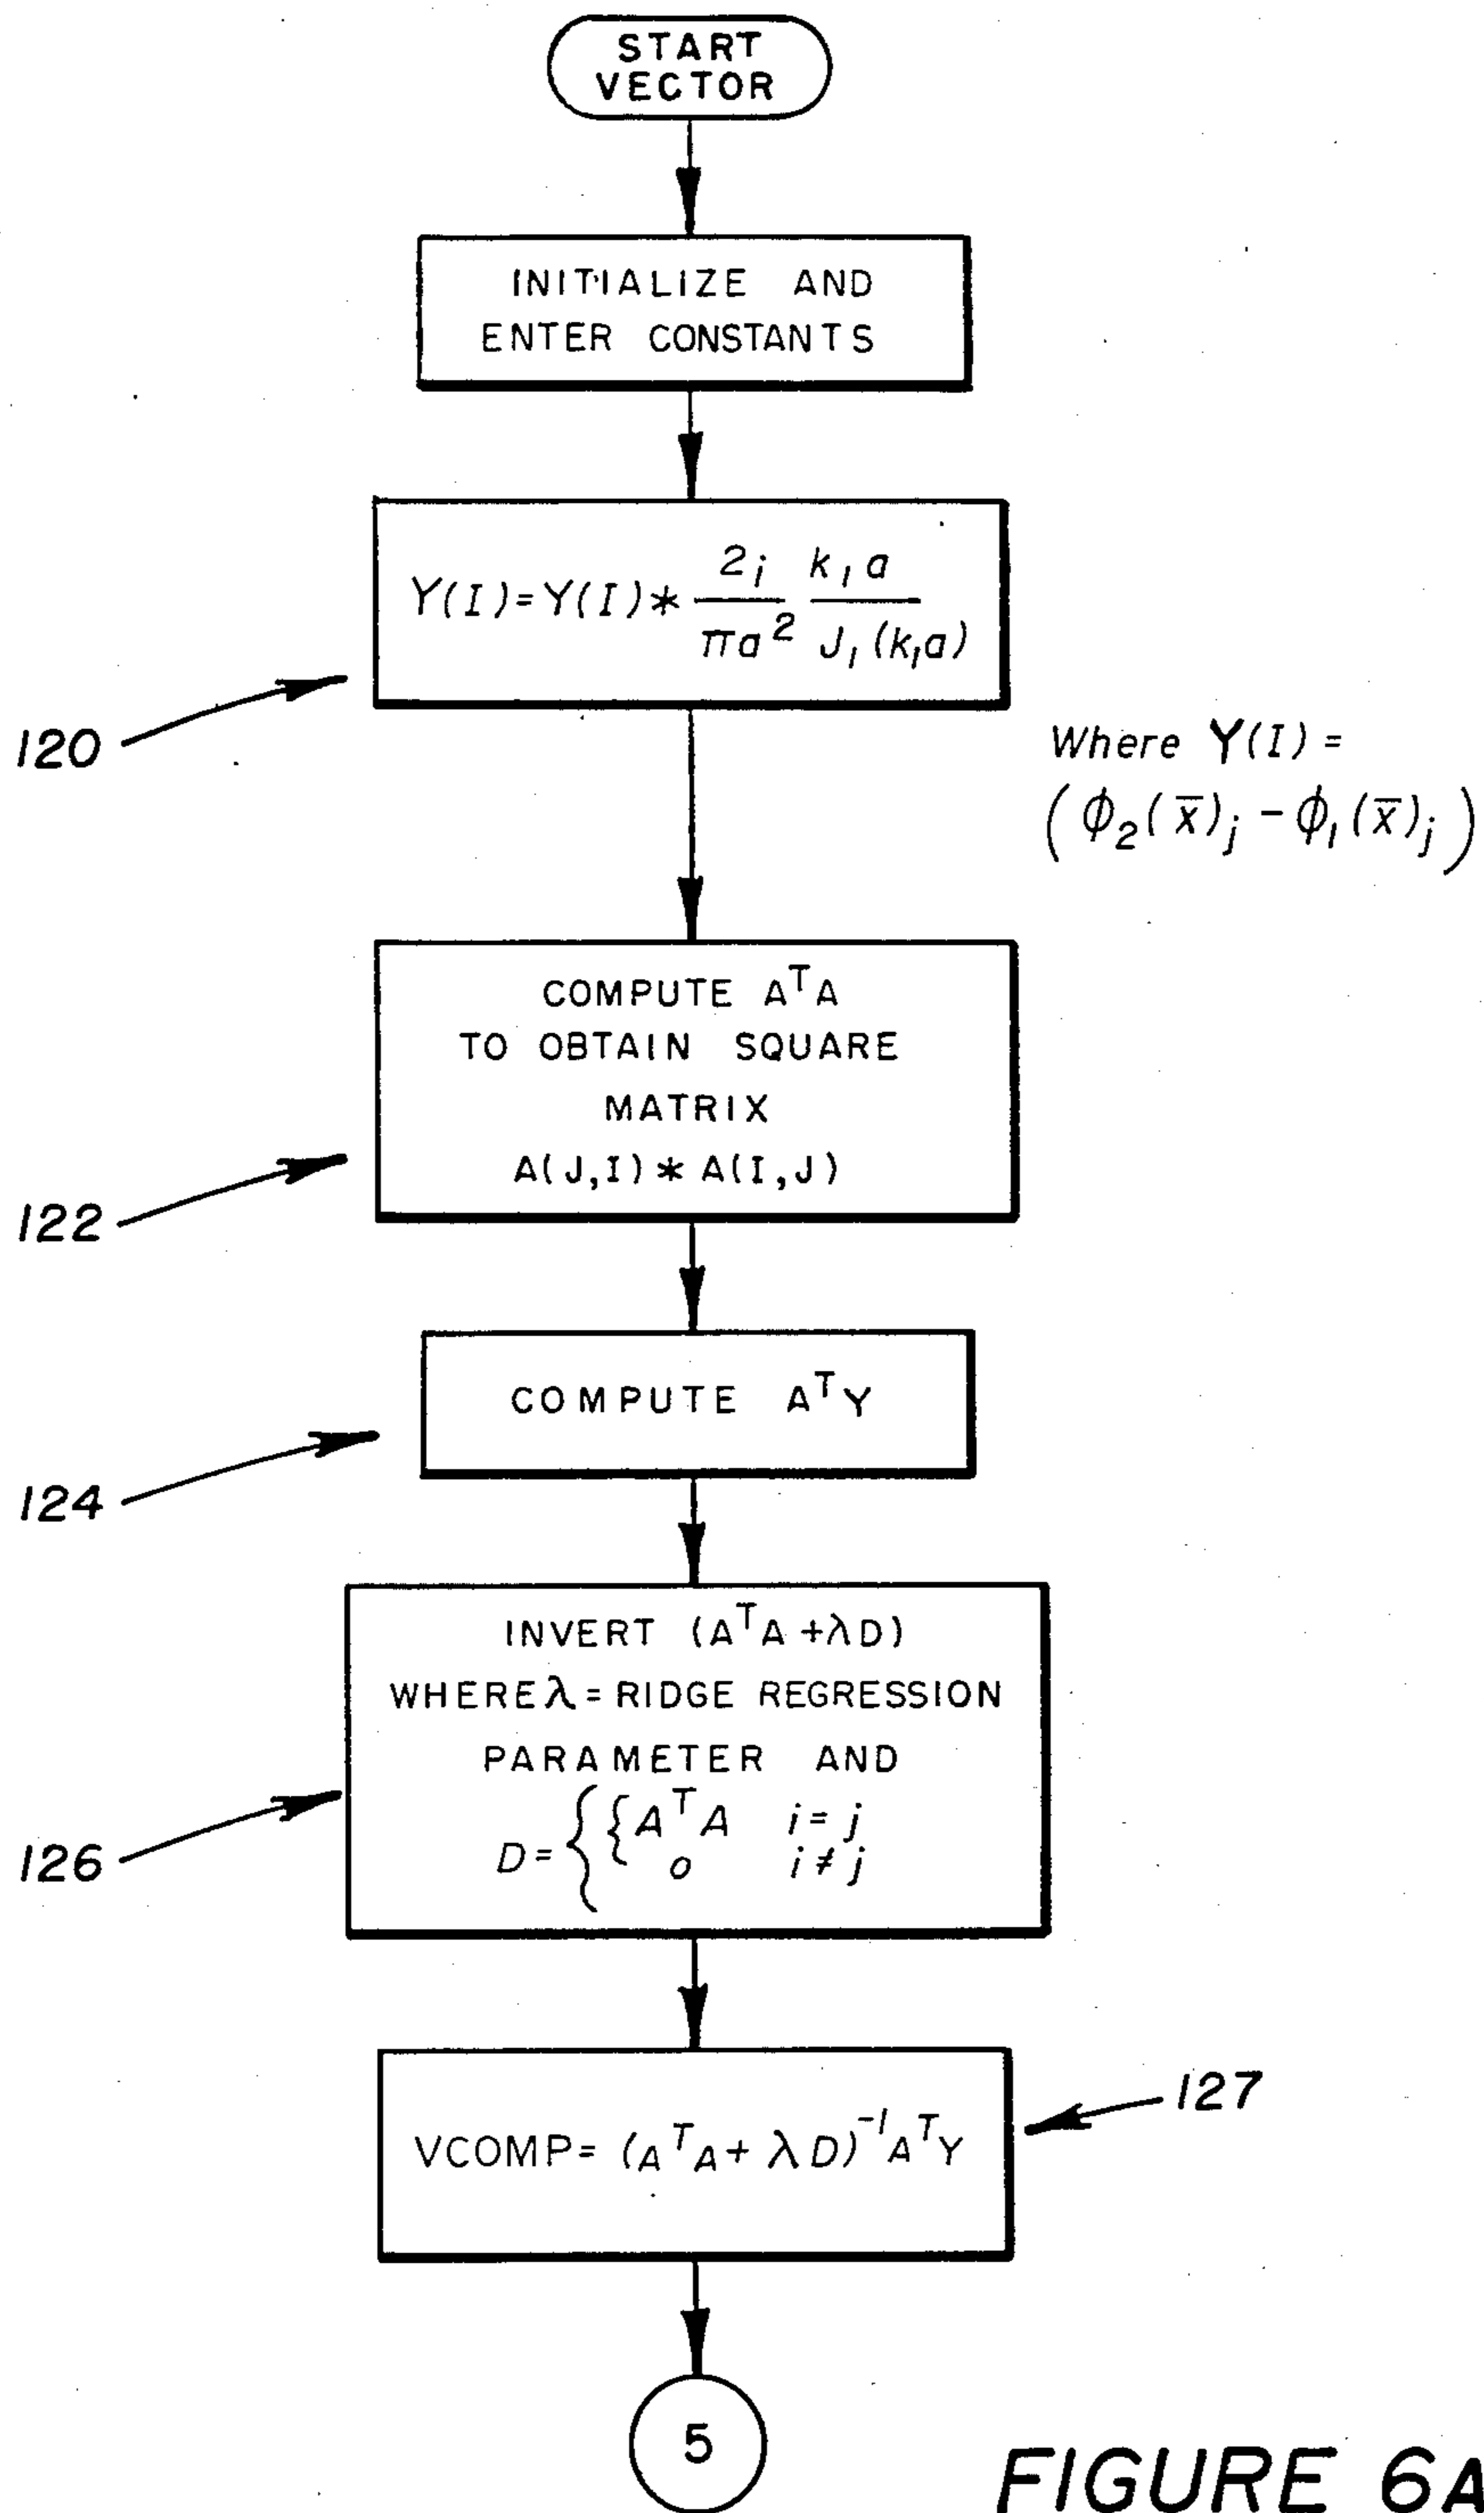 START
VECTOR
INITIALIZE AND
ENTER CONSTANTS
Y(I)=Y(I)* 2i/πa² k₁a/J₁(k₁a)
120
Where Y(I) =
(ϕ₂(x̅)ⱼ - ϕ₁(x̅)ⱼ)
COMPUTE AᵀA
TO OBTAIN SQUARE
MATRIX
A(J,I)* A(I,J)
122
COMPUTE AᵀY
124
INVERT (AᵀA+λD)
WHERE λ= RIDGE REGRESSION
PARAMETER AND
D= { { AᵀA i=j
o i≠j
126
VCOMP= (AᵀA+ λD)⁻¹AᵀY
127
5
FIGURE 6A